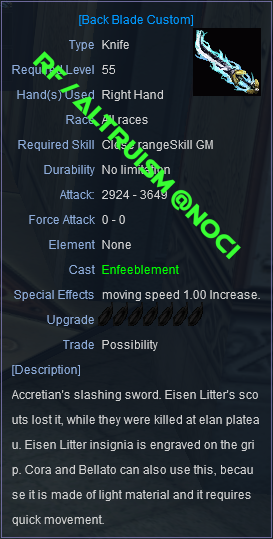 [Back Blade Custom]
Type Knife
Required Level 55
Hand(s) Used Right Hand
Race All races
Required Skill Close rangeSkill GM
Durability No limitation
Attack: 2924 - 3649
Force Attack 0 - 0
Element None
Cast Enfeeblement
Special Effects moving speed 1.00 Increase.
Upgrade
Trade Possibility
[Description]
Accretian's slashing sword. Eisen Litter's sco
uts lost it, while they were killed at elan platea
u. Eisen Litter insignia is engraved on the gri
p. Cora and Bellato can also use this, becau
se it is made of light material and it requires
quick movement.
RF / ALTRUISM @NOCI